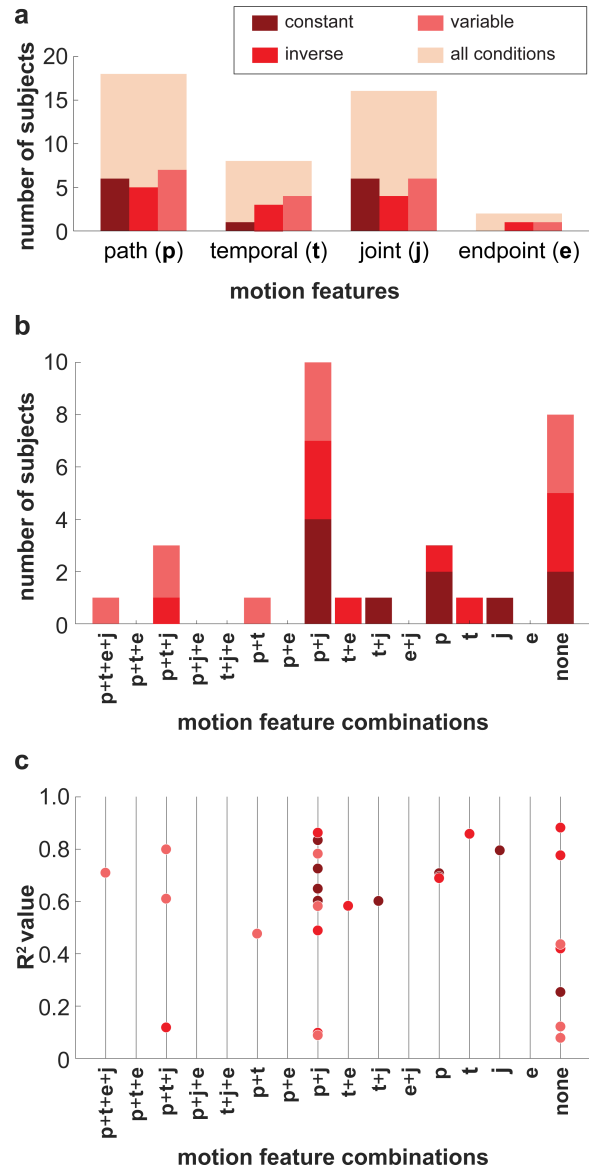 a
constant
variable
inverse
all conditions
number of subjects
20
15
10
5
0
path (p)
temporal (t)
joint (j)
endpoint (e)
motion features
b
number of subjects
10
8
6
4
2
0
p+t+e+j
p+t+e
p+t+j
p+j+e
t+j+e
p+t
p+e
p+j
t+e
t+j
e+j
p
t
j
e
none
motion feature combinations
c
R² value
1.0
0.8
0.6
0.4
0.2
0
p+t+e+j
p+t+e
p+t+j
p+j+e
t+j+e
p+t
p+e
p+j
t+e
t+j
e+j
p
t
j
e
none
motion feature combinations